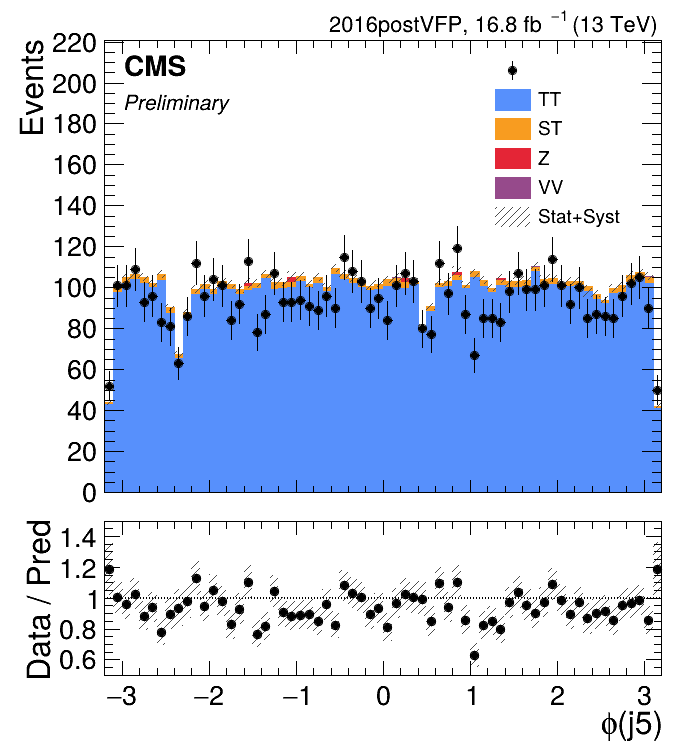 2016postVFP, 16.8 fb ⁻¹ (13 TeV)
Events
220
200
180
160
140
120
100
80
60
40
20
0
CMS
Preliminary
TT
ST
Z
VV
Stat+Syst
Data / Pred
1.4
1.2
1
0.8
0.6
−3 −2 −1 0 1 2 3
ϕ(j5)